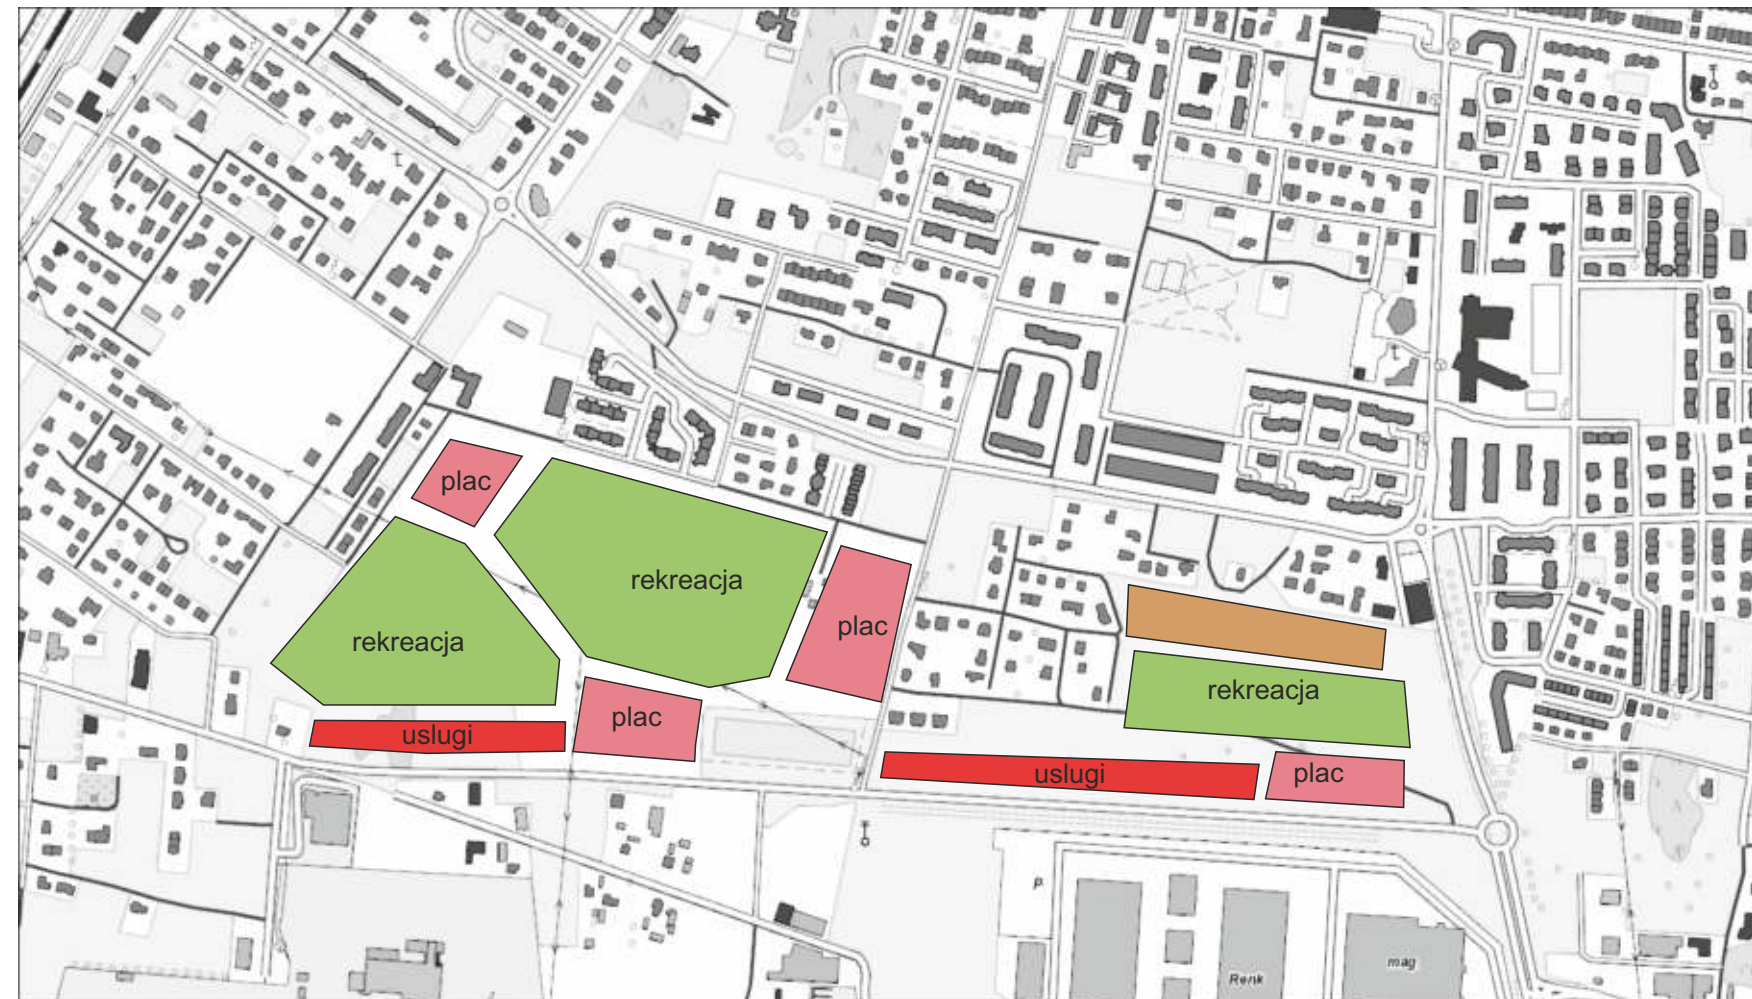 t
t
plac
rekreacja
rekreacja
plac
plac
uslugi
rekreacja
uslugi
plac
p.
Renk
mag